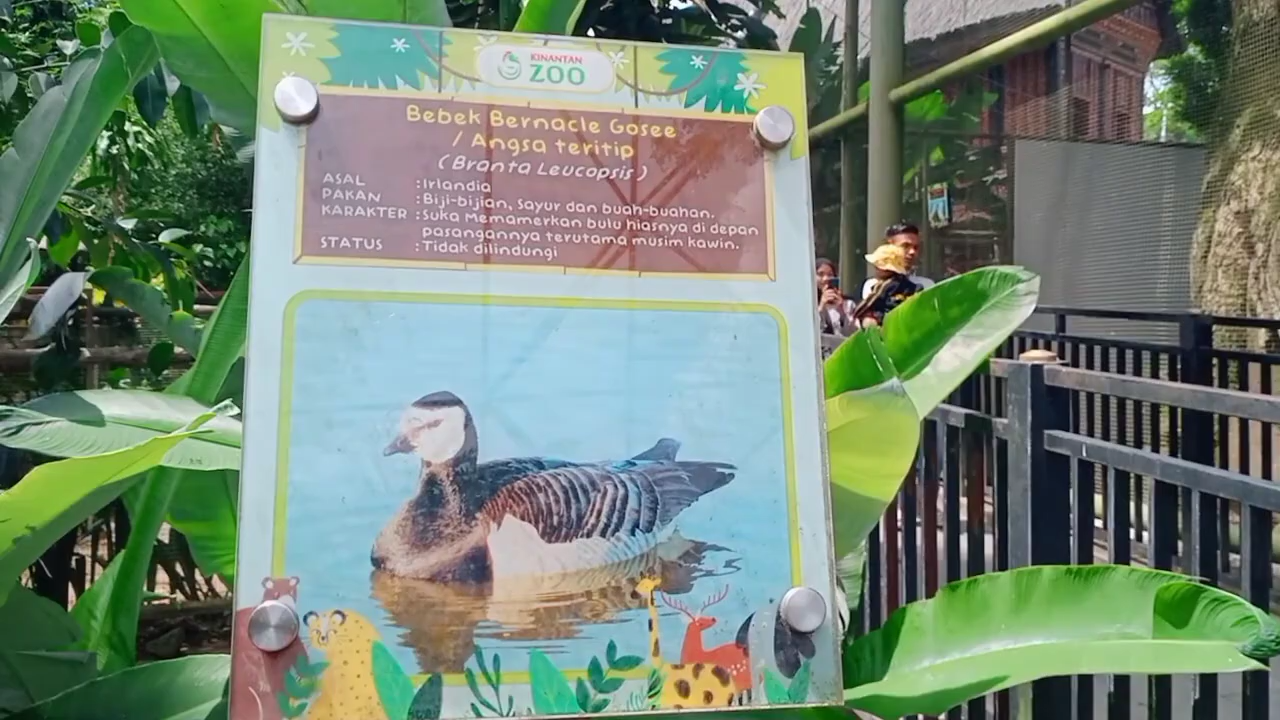 KINANTAN
ZOO
Bebek Bernacle Gosee
/ Angsa teritip
(Branta Leucopsis)
ASAL : Irlandia
PAKAN : Biji-bijian, sayur dan buah-buahan.
KARAKTER : Suka Memamerkan bulu hiasnya di depan
pasangannya terutama musim kawin.
STATUS : Tidak dilindungi